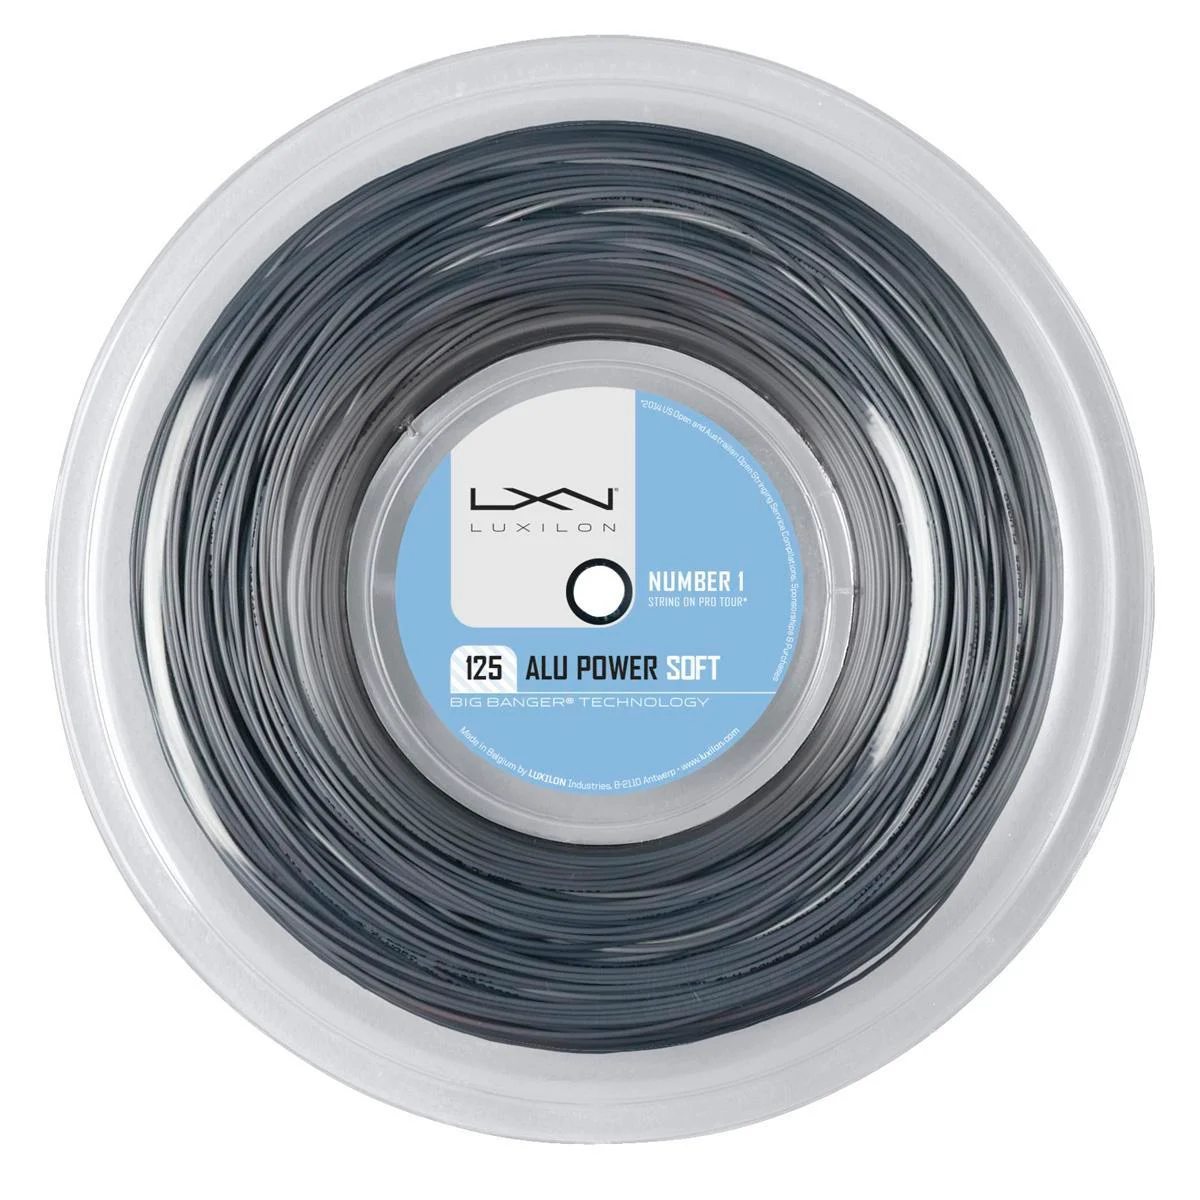 *2014 US Open and Australian Open Stringing Service Compilations, Sponsorships & Purchases
LXN®
LUXILON
NUMBER 1
STRING ON PRO TOUR*
125 ALU POWER SOFT
BIG BANGER® TECHNOLOGY
Made in Belgium by LUXILON Industries, B-2110 Antwerp • www.luxilon.com